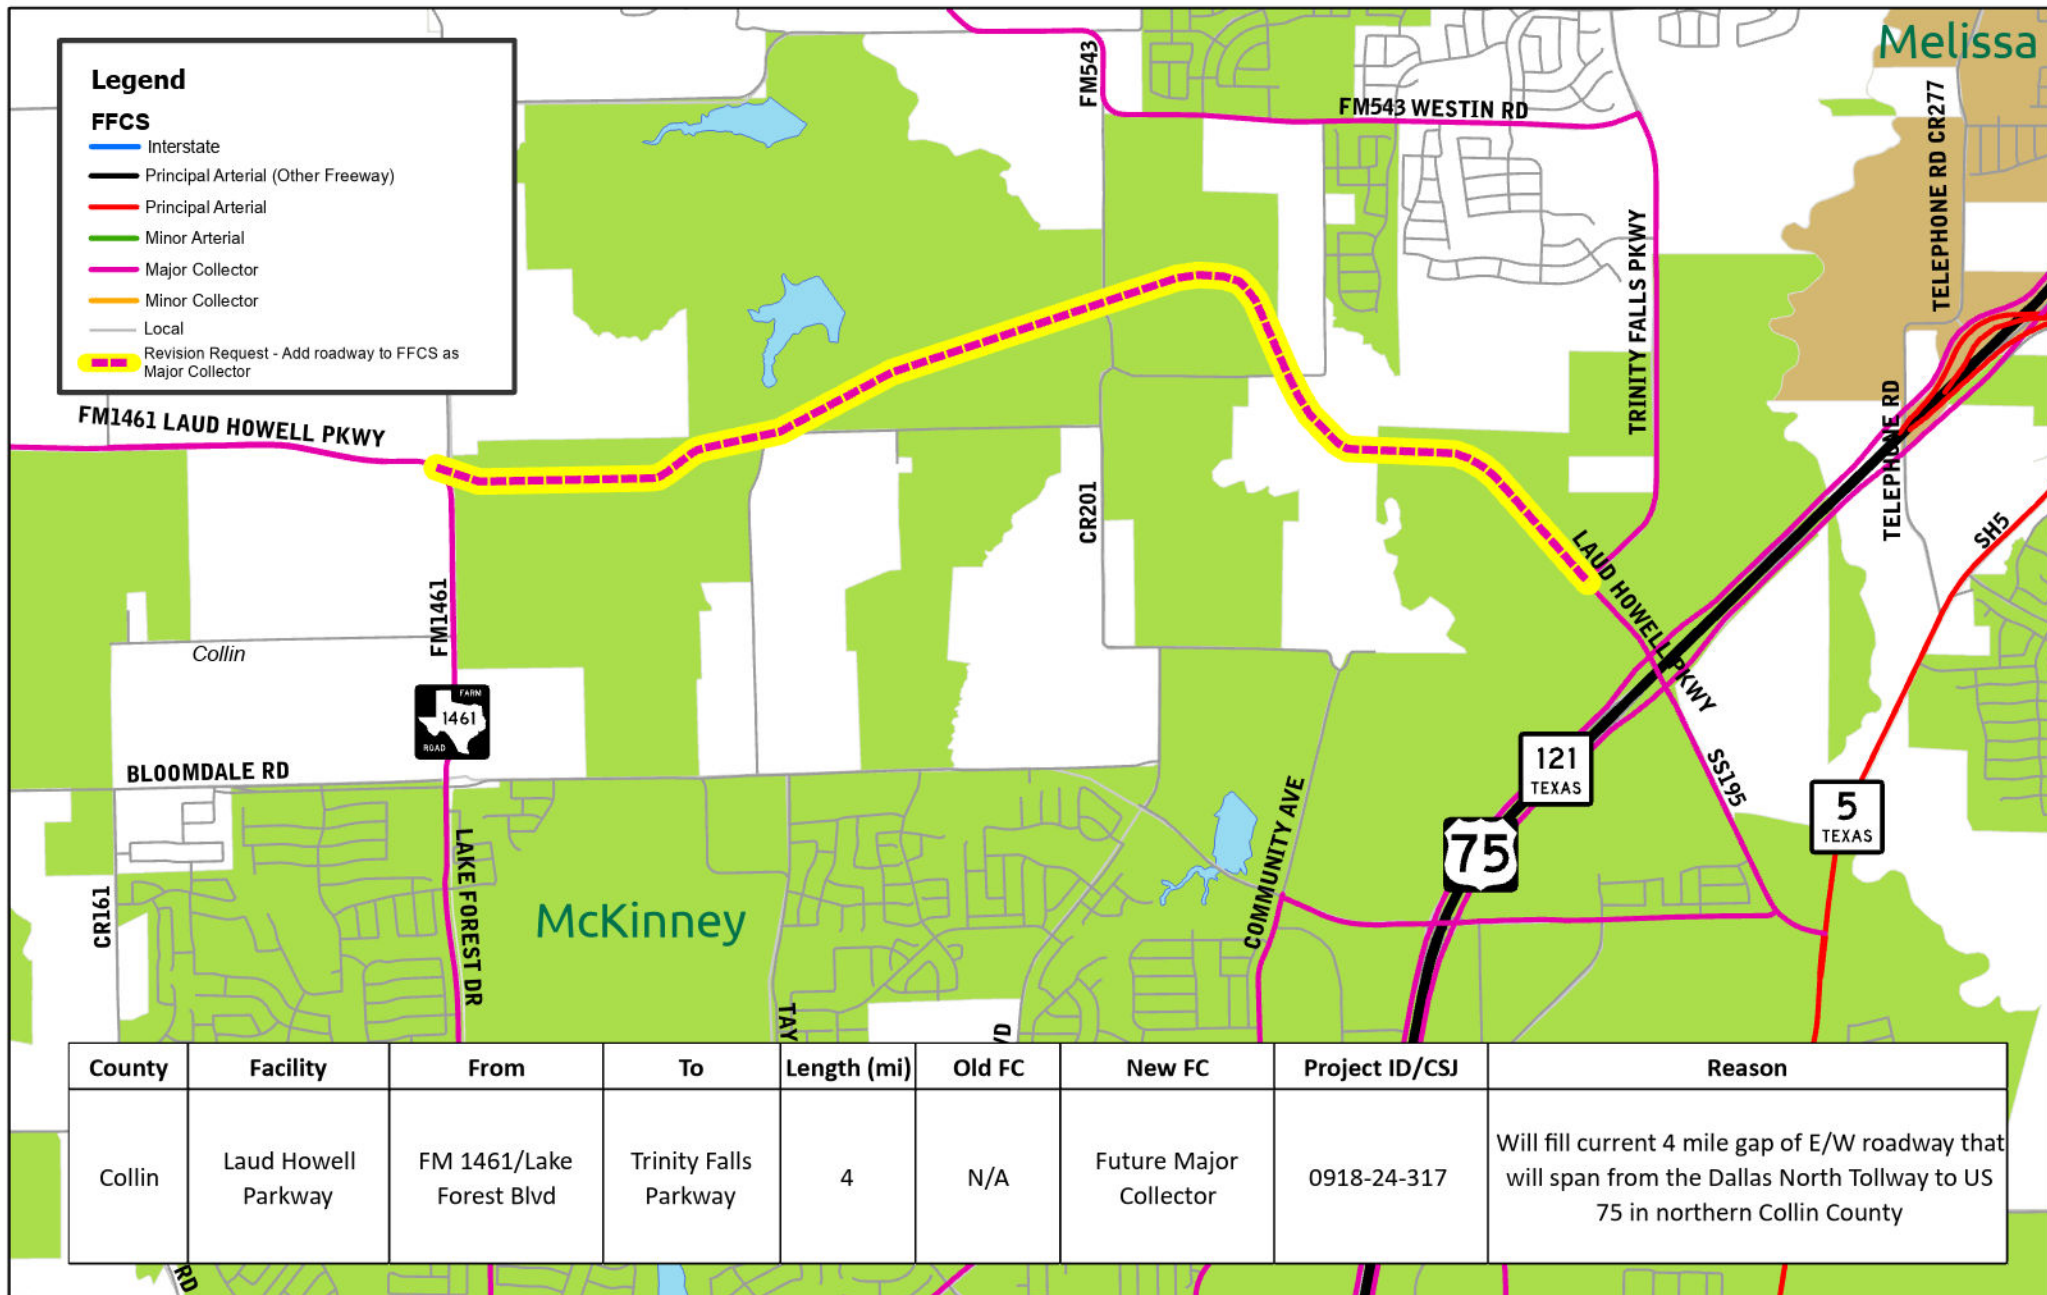 Melissa
Legend
FFCS
Interstate
Principal Arterial (Other Freeway)
Principal Arterial
Minor Arterial
Major Collector
Minor Collector
Local
Revision Request - Add roadway to FFCS as
Major Collector
FM543
FM543 WESTIN RD
TELEPHONE RD CR277
TRINITY FALLS PKWY
FM1461 LAUD HOWELL PKWY
TELEPHONE RD
CR201
SH5
LAUD HOWELL PKWY
FM1461
Collin
FARM
1461
ROAD
BLOOMDALE RD
121
TEXAS
SS195
5
TEXAS
75
COMMUNITY AVE
LAKE FOREST DR
CR161
McKinney
TAY
VD
County Facility From To Length (mi) Old FC New FC Project ID/CSJ Reason
Collin
Laud Howell
Parkway
FM 1461/Lake
Forest Blvd
Trinity Falls
Parkway
4
N/A
Future Major
Collector
0918-24-317
Will fill current 4 mile gap of E/W roadway that
will span from the Dallas North Tollway to US
75 in northern Collin County
RD